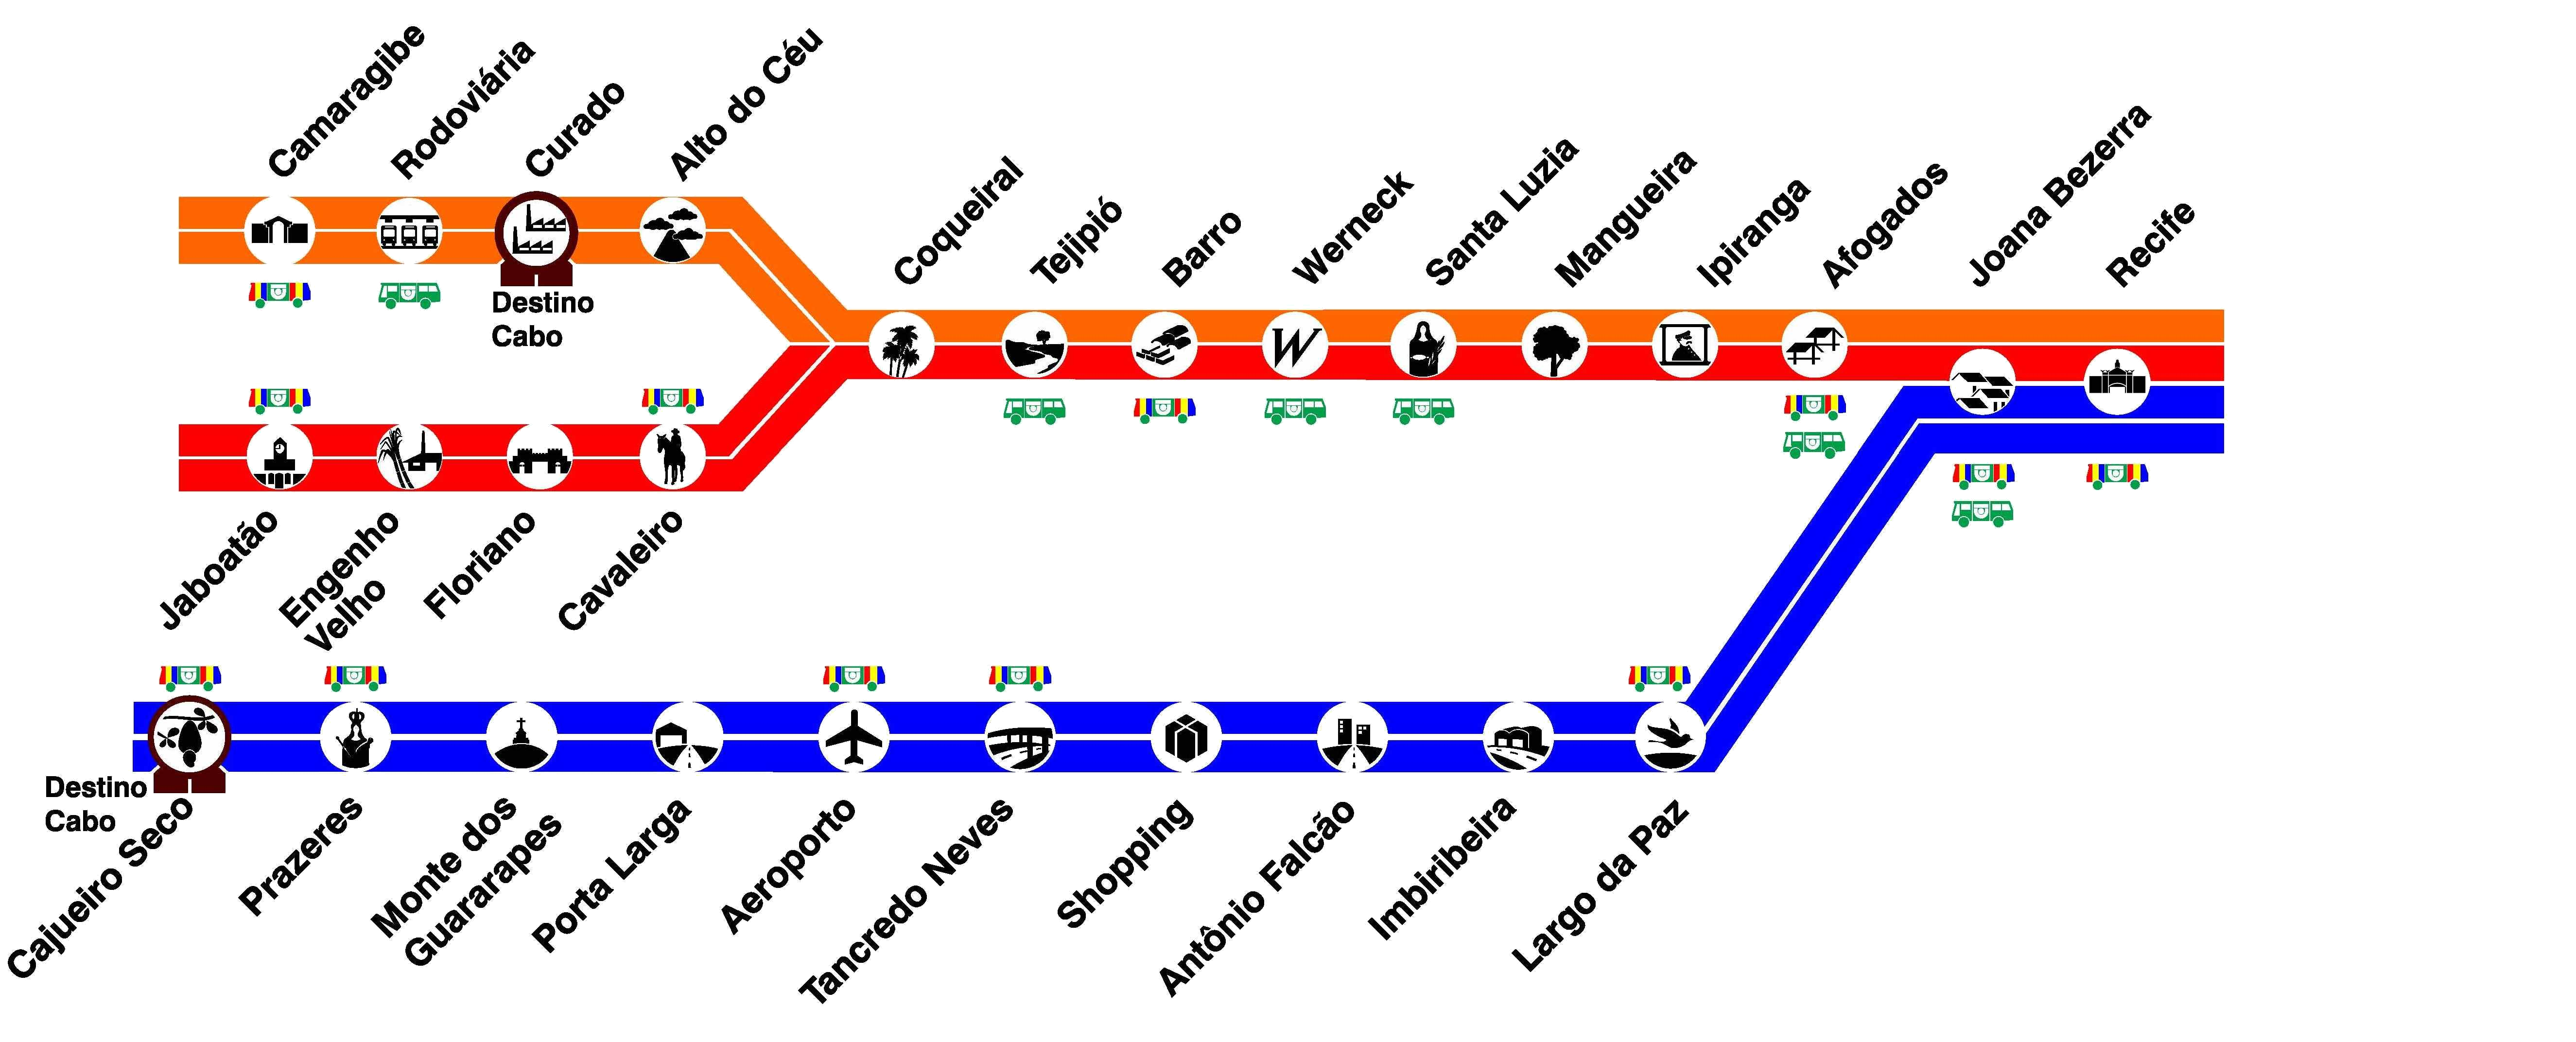 Camaragibe
Rodoviária
Curado
Alto do Céu
Destino
Cabo
Coqueiral
Tejipió
Barro
Werneck
Santa Luzia
Mangueira
Ipiranga
Afogados
Joana Bezerra
Recife
W
Jaboatão
Engenho
Velho
Floriano
Cavaleiro
Destino
Cabo
Cajueiro Seco
Prazeres
Monte dos
Guararapes
Porta Larga
Aeroporto
Tancredo Neves
Shopping
Antônio Falcão
Imbiribeira
Largo da Paz